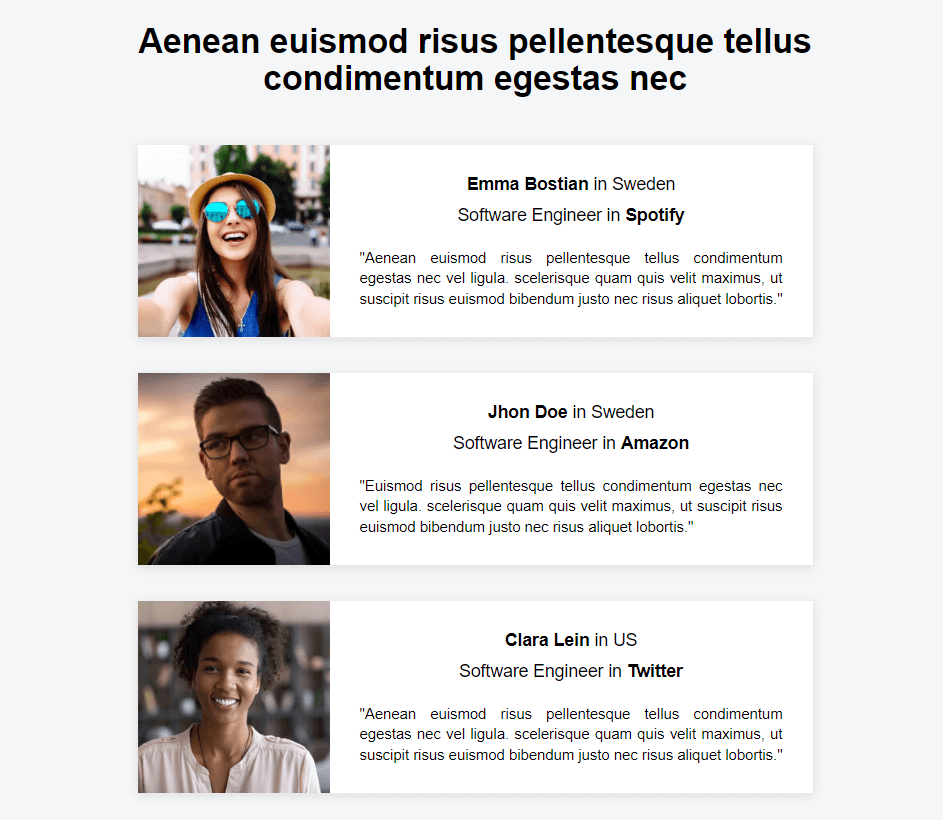 Aenean euismod risus pellentesque tellus
condimentum egestas nec
Emma Bostian in Sweden
Software Engineer in Spotify
"Aenean euismod risus pellentesque tellus condimentum
egestas nec vel ligula. scelerisque quam quis velit maximus, ut
suscipit risus euismod bibendum justo nec risus aliquet lobortis."
Jhon Doe in Sweden
Software Engineer in Amazon
"Euismod risus pellentesque tellus condimentum egestas nec
vel ligula. scelerisque quam quis velit maximus, ut suscipit risus
euismod bibendum justo nec risus aliquet lobortis."
Clara Lein in US
Software Engineer in Twitter
"Aenean euismod risus pellentesque tellus condimentum
egestas nec vel ligula. scelerisque quam quis velit maximus, ut
suscipit risus euismod bibendum justo nec risus aliquet lobortis."